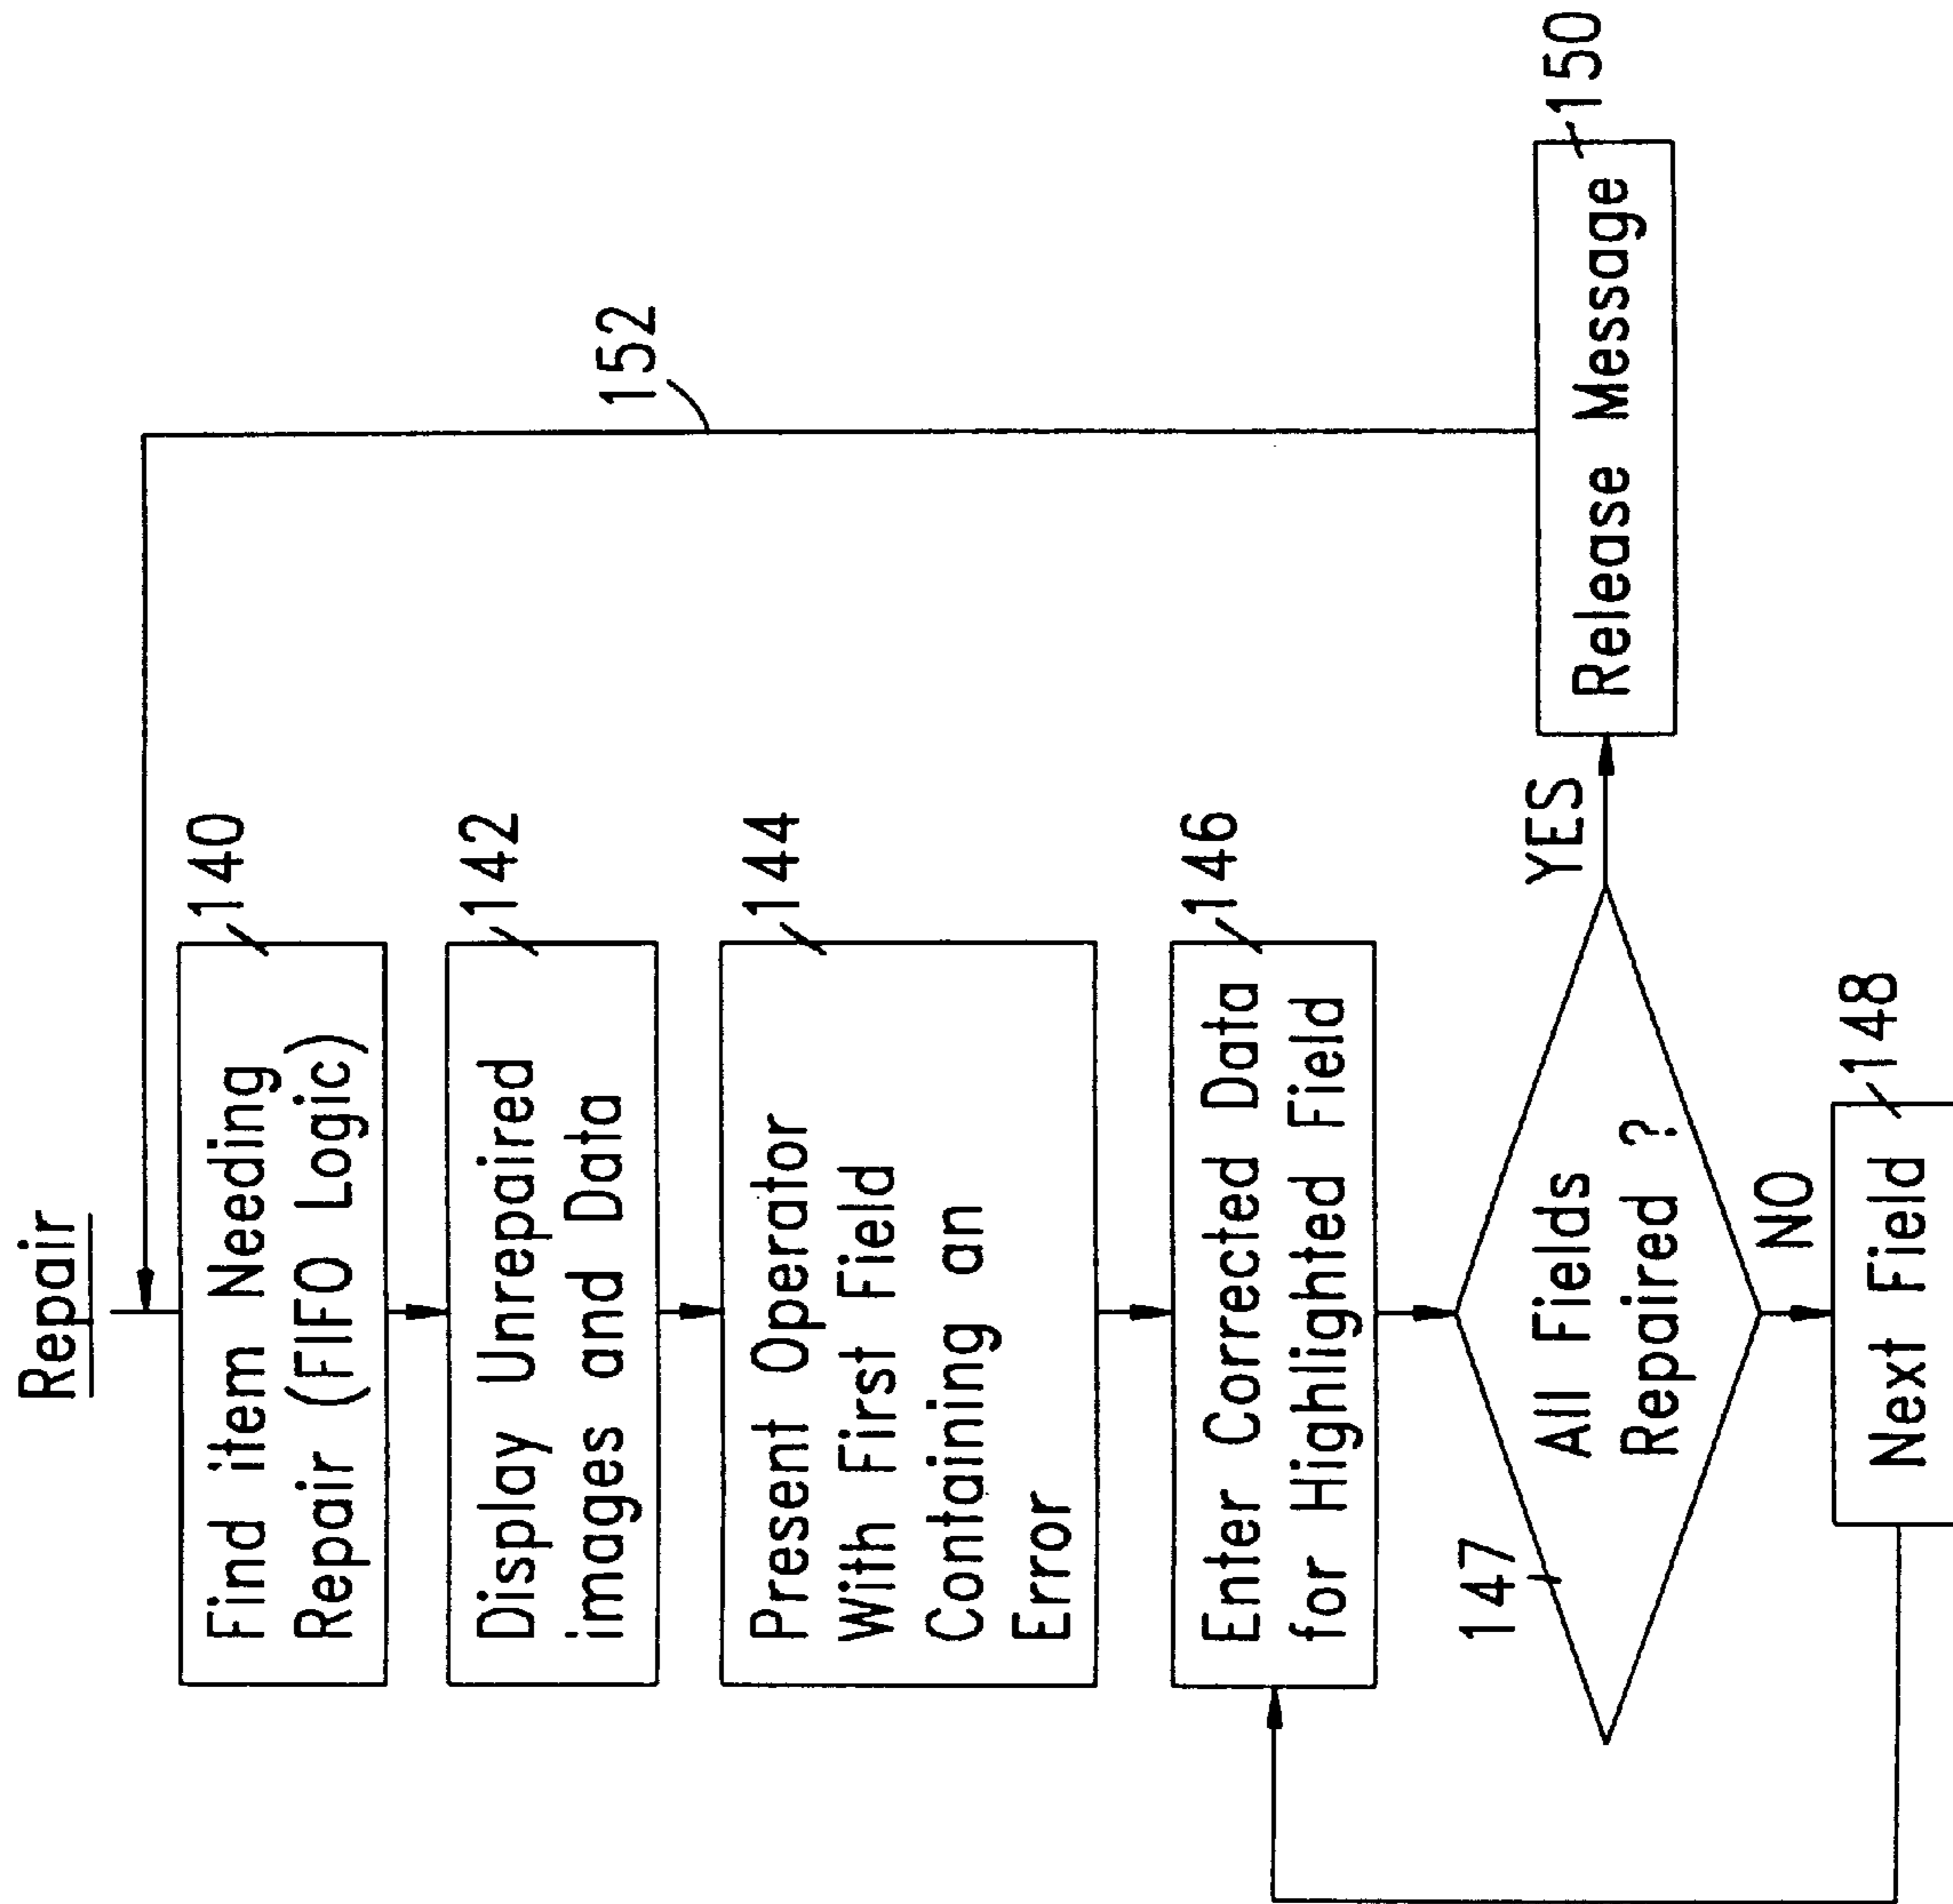 Repair
Find item Needing
Repair (FIFO Logic)
140
Display Unrepaired
images and Data
142
Present Operator
With First Field
Containing an
Error
144
Enter Corrected Data
for Highlighted Field
146
147
All Fields
Repaired ?
YES
NO
Release Message
150
152
Next Field
148